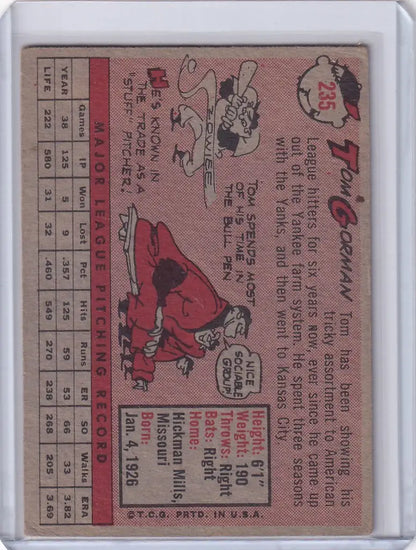 235
TOM GORMAN
Tom has been showing his
tricky assortment to American
League hitters for six years now, ever since he came up
out of the Yankee farm system. He spent three seasons
with the Yanks, and then went to Kansas City.
ZOWIEE
HE'S KNOWN IN
THE TRADE AS A
"STUFF" PITCHER.
TOM SPENDS MOST
OF HIS TIME IN
THE BULL PEN
NICE
SOCIABLE
GROUP!
Height: 6'1"
Weight: 190
Throws: Right
Bats: Right
Home:
Hickman Mills,
Missouri
Born:
Jan 4, 1926
MAJOR LEAGUE PITCHING RECORD
Games IP Won Lost Pct Hits Runs ER SO Walks ERA
YEAR 38 125 5 9 .357 125 59 53 66 33 3.82
LIFE 222 580 31 32 .460 549 270 238 268 205 3.69
© T.C.G. PRTD. IN U.S.A.